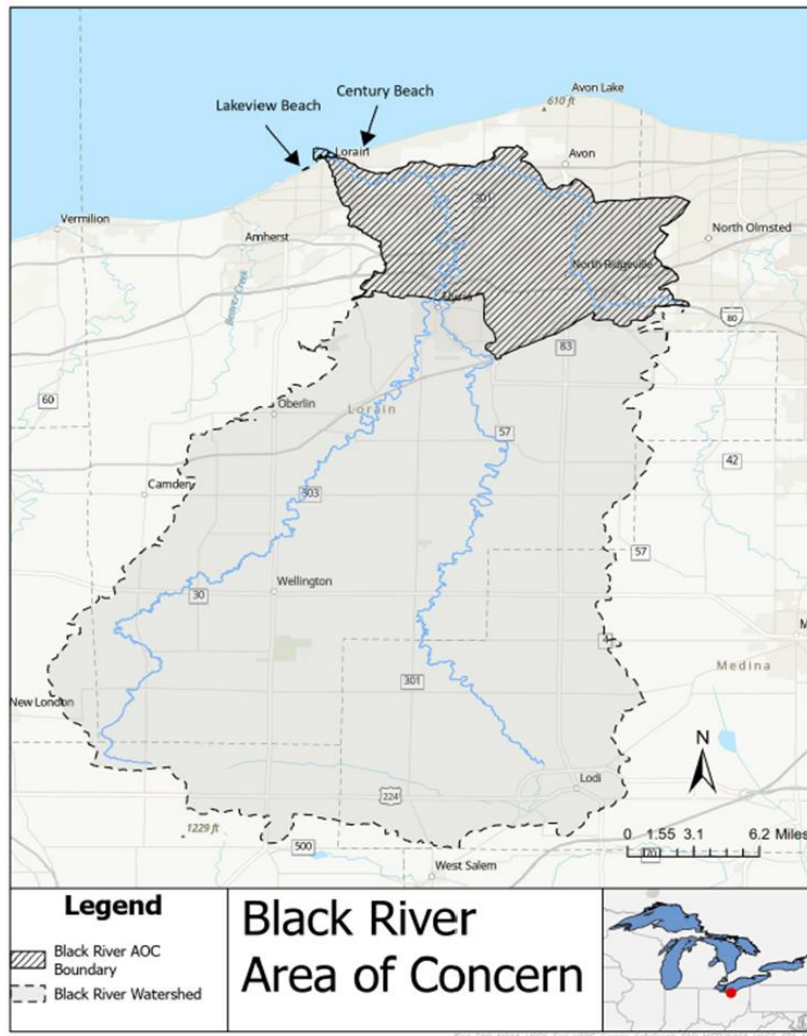 Avon Lake
610 ft
Century Beach
Lakeview Beach
Lorain
Avon
301
Vermilion
North Olmsted
Amherst
North Ridgeville
Beaver Creek
80
83
60
Oberlin
Lorain
57
42
Camden
303
57
Wellington
30
Medina
301
New London
N
Lodi
224
1229 ft
0 1.55 3.1 6.2 Miles
500
West Salem
Legend
Black River AOC
Boundary
Black River Watershed
Black River
Area of Concern